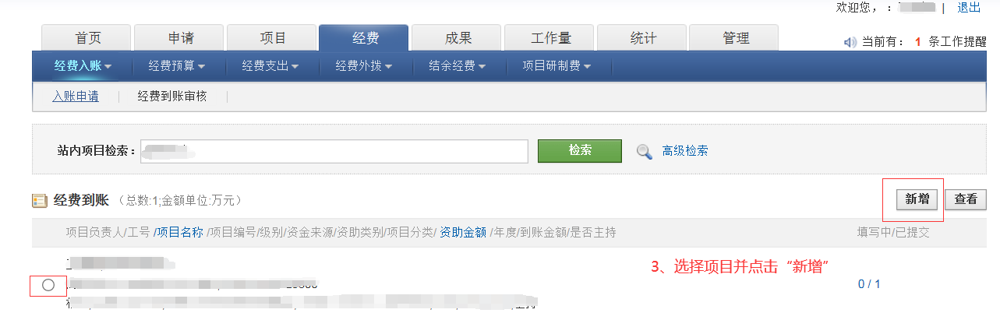 欢迎您， ： | 退出
首页 申请 项目 经费 成果 工作量 统计 管理
当前有： 1 条工作提醒
经费入账 经费预算 经费支出 经费外拨 结余经费 项目研制费
入账申请 经费到账审核
站内项目检索： 检索 高级检索
经费到账 （总数:1;金额单位:万元） 新增 查看
项目负责人/工号 /项目名称 /项目编号/级别/资金来源/资助类别/项目分类/ 资助金额 /年度/到账金额/是否主持 填写中/已提交
3、选择项目并点击“新增”
0 / 1
主持